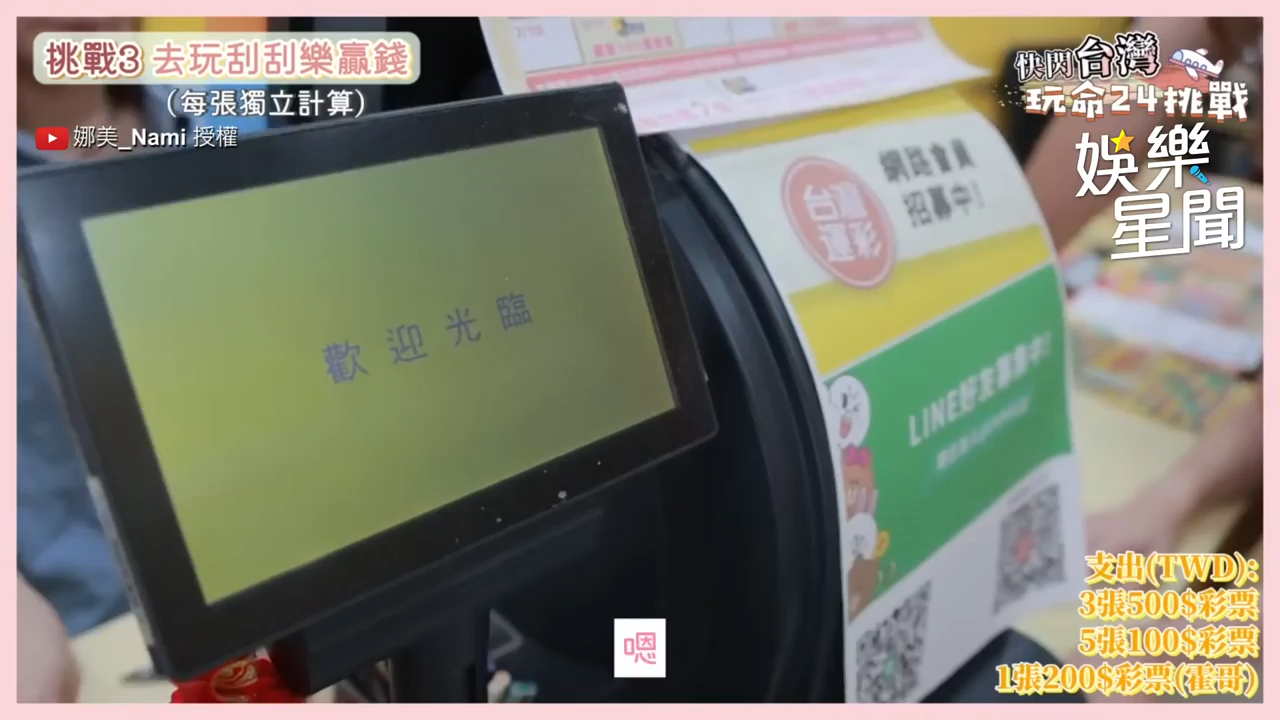 挑戰3 去玩刮刮樂贏錢
(每張獨立計算)
娜美_Nami 授權
快閃台灣
玩命24挑戰
娛樂
星聞
7/10
網路會員
招募中!
台灣
運彩
歡迎光臨
LINE好友募集中!
嗯
支出(TWD):
3張500$彩票
5張100$彩票
1張200$彩票(霍哥)